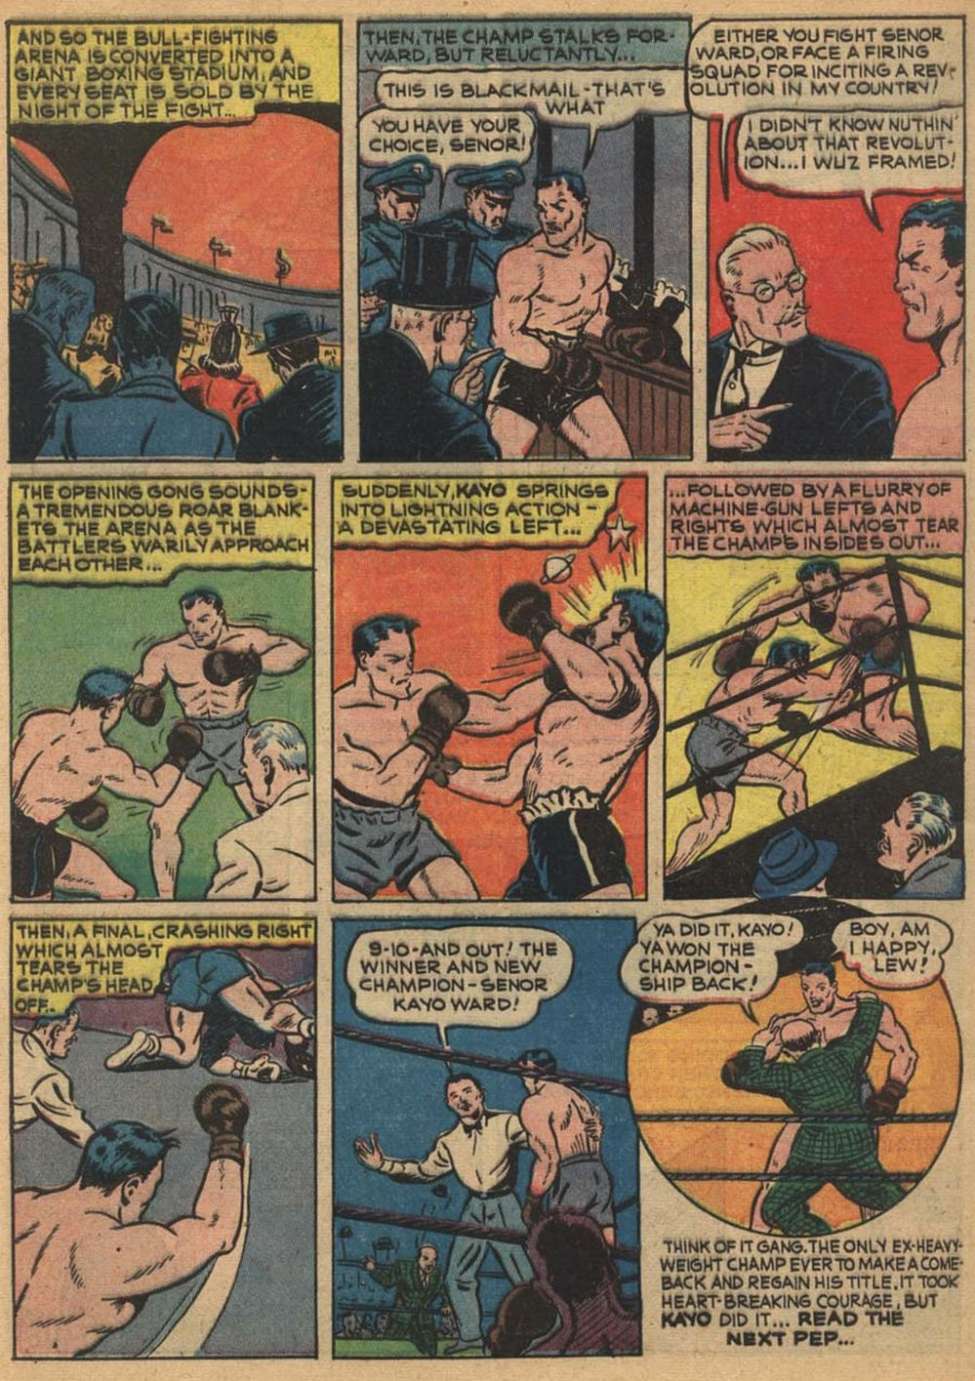 AND SO THE BULL-FIGHTING
ARENA IS CONVERTED INTO A
GIANT BOXING STADIUM, AND
EVERY SEAT IS SOLD BY THE
NIGHT OF THE FIGHT...
THEN, THE CHAMP STALKS FOR-
WARD, BUT RELUCTANTLY...
THIS IS BLACKMAIL-THAT'S
WHAT
YOU HAVE YOUR
CHOICE, SENOR!
EITHER YOU FIGHT SENOR
WARD, OR FACE A FIRING
SQUAD FOR INCITING A REV-
OLUTION IN MY COUNTRY!
I DIDN'T KNOW NUTHIN'
ABOUT THAT REVOLUT-
ION... I WUZ FRAMED!
THE OPENING GONG SOUNDS-
A TREMENDOUS ROAR BLANK-
ETS THE ARENA AS THE
BATTLERS WARILY APPROACH
EACH OTHER...
SUDDENLY, KAYO SPRINGS
INTO LIGHTNING ACTION-
A DEVASTATING LEFT...
...FOLLOWED BY A FLURRY OF
MACHINE-GUN LEFTS AND
RIGHTS WHICH ALMOST TEAR
THE CHAMP'S INSIDES OUT...
THEN, A FINAL, CRASHING RIGHT
WHICH ALMOST
TEARS THE
CHAMP'S HEAD
OFF..
9-10-AND OUT! THE
WINNER AND NEW
CHAMPION-SENOR
KAYO WARD!
YA DID IT, KAYO!
YA WON THE
CHAMPION-
SHIP BACK!
BOY, AM
I HAPPY,
LEW!
THINK OF IT GANG. THE ONLY EX-HEAVY-
WEIGHT CHAMP EVER TO MAKE A COME-
BACK AND REGAIN HIS TITLE. IT TOOK
HEART-BREAKING COURAGE, BUT
KAYO DID IT... READ THE
NEXT PEP...